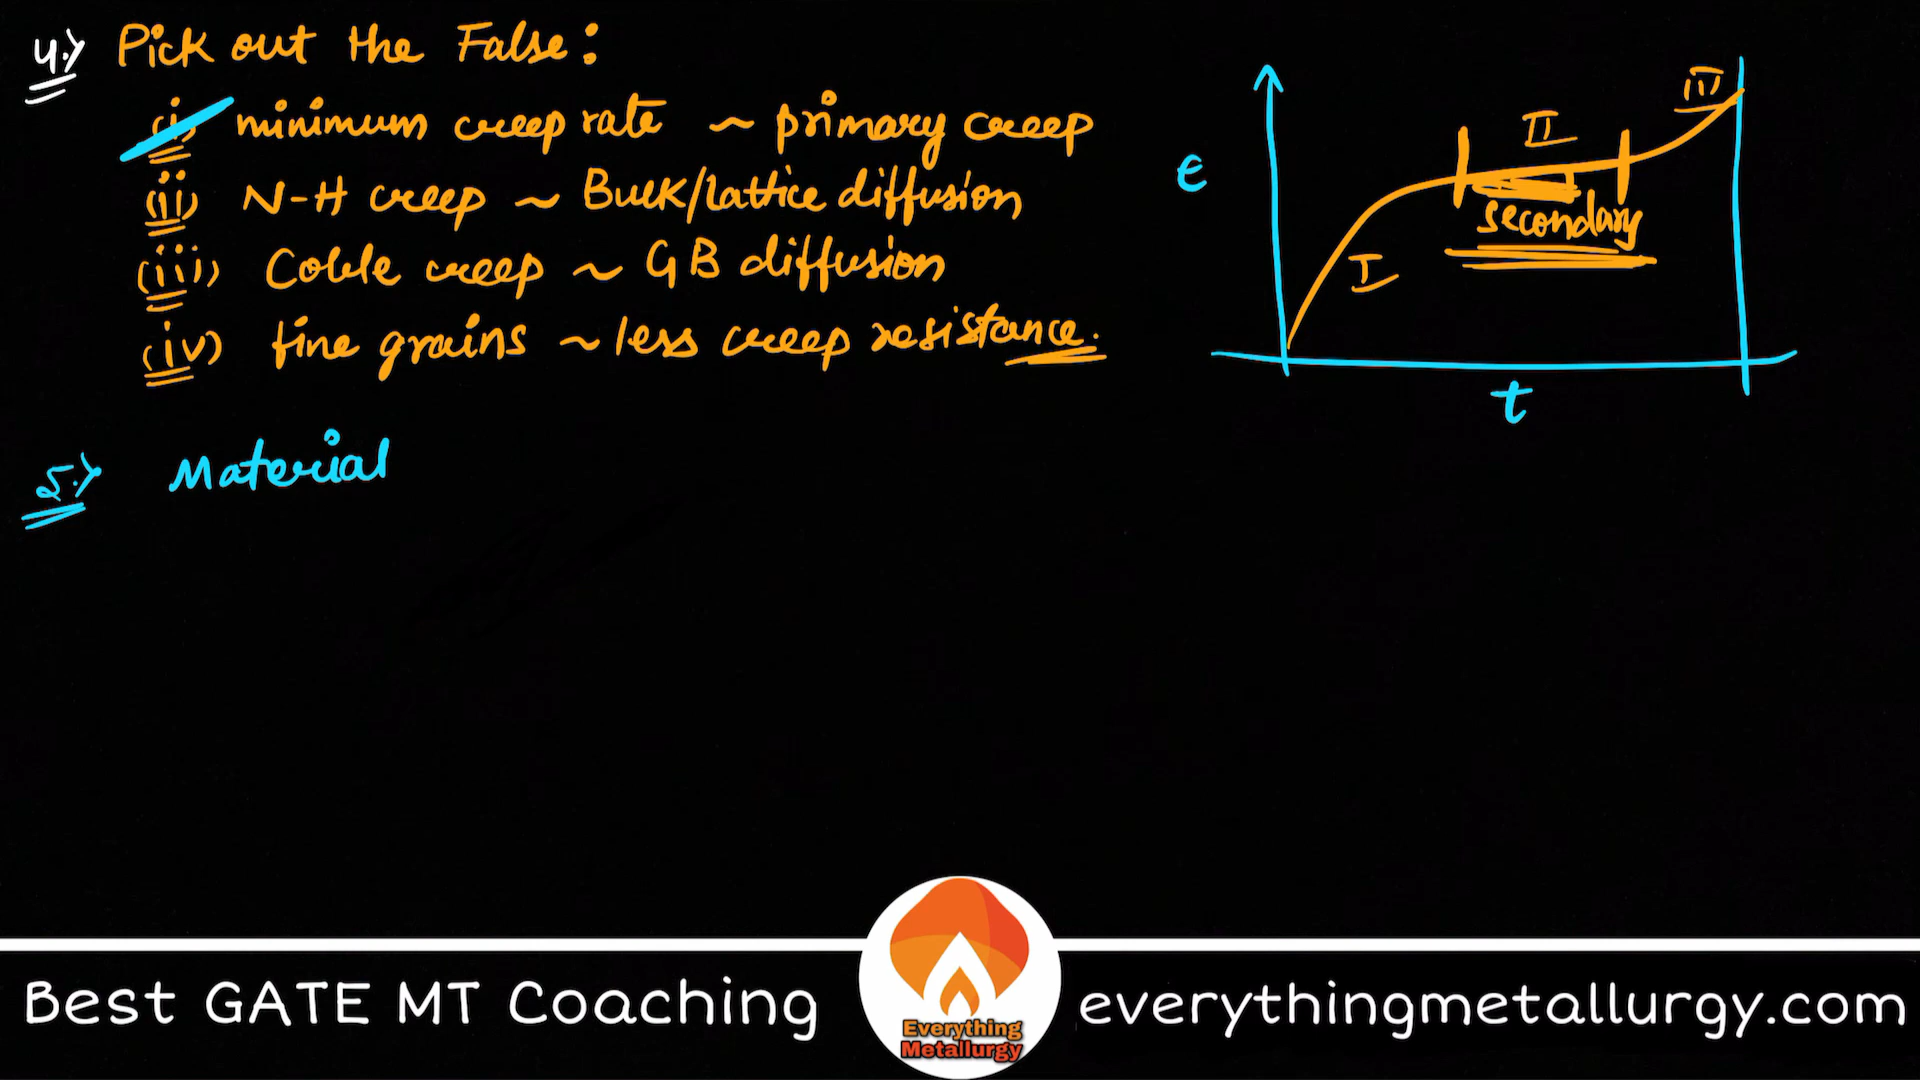 4.) Pick out the False:
(i) minimum creep rate ~ primary creep
(ii) N-H creep ~ Bulk/lattice diffusion
(iii) Coble creep ~ GB diffusion
(iv) fine grains ~ less creep resistance.
ϵ
I
II
III
secondary
t
5.) Material
Best GATE MT Coaching
Everything
Metallurgy
everythingmetallurgy.com